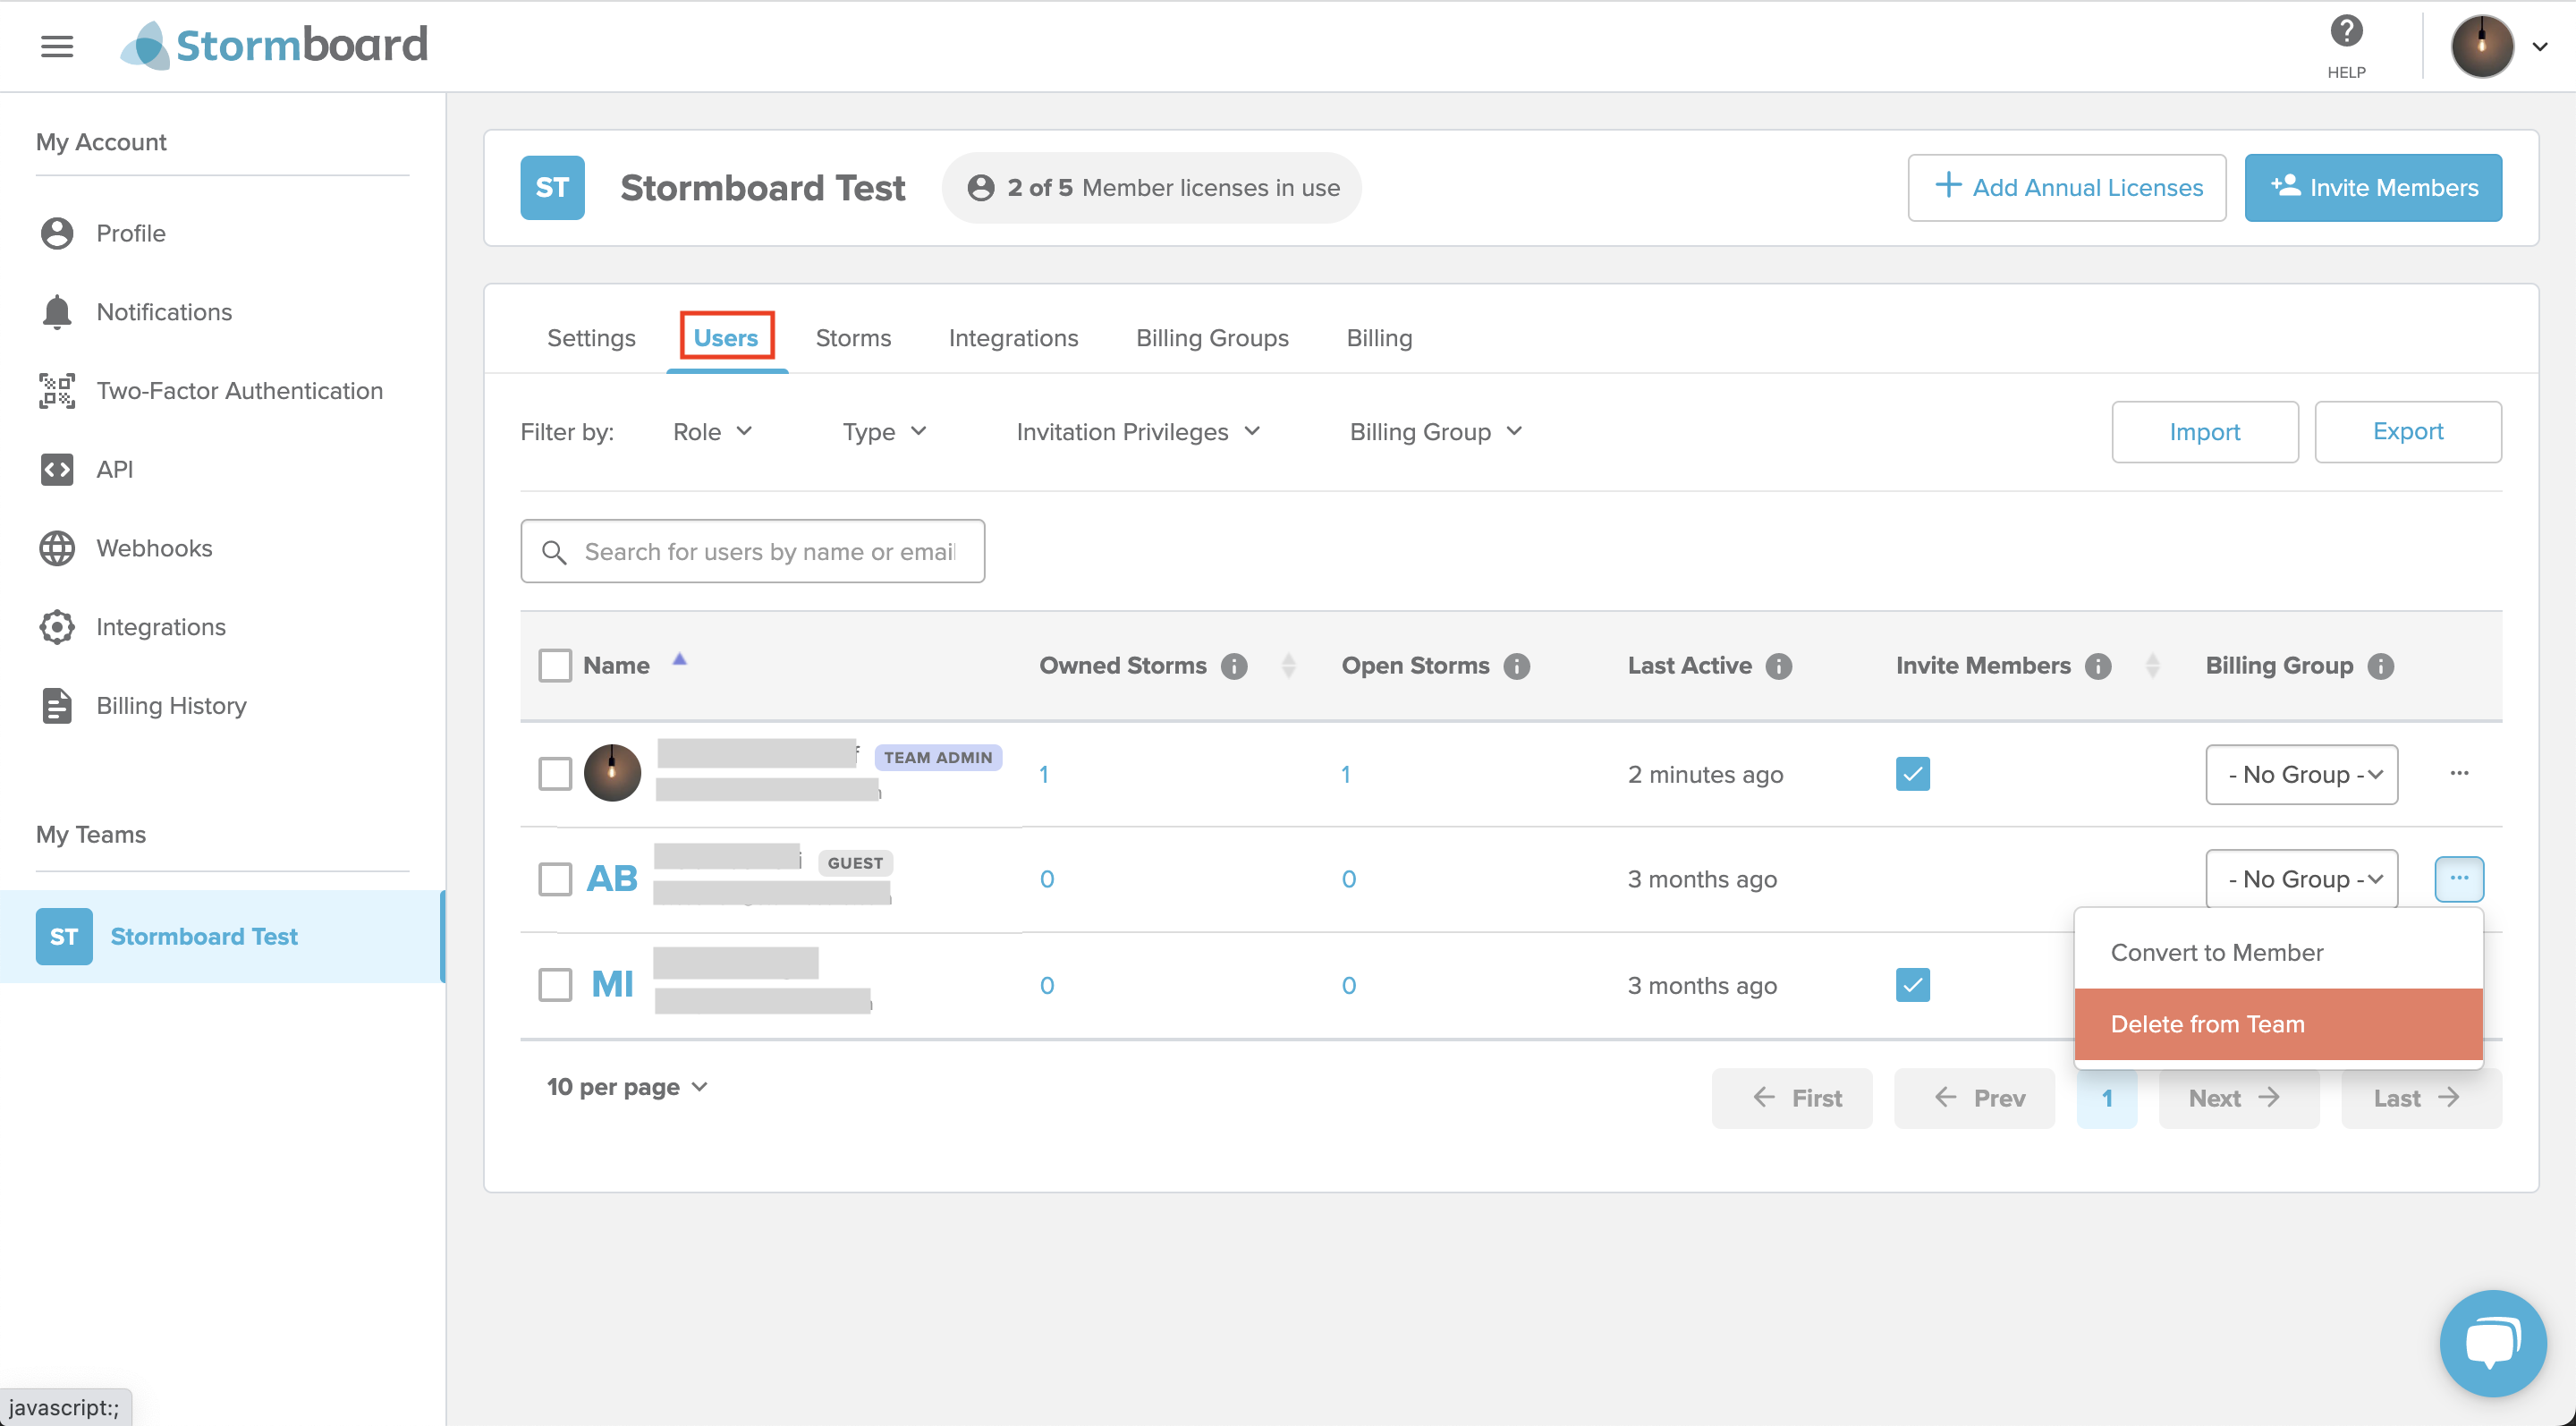 Stormboard
HELP
My Account
Profile
Notifications
Two-Factor Authentication
API
Webhooks
Integrations
Billing History
My Teams
ST Stormboard Test
ST Stormboard Test 2 of 5 Member licenses in use Add Annual Licenses Invite Members
Settings Users Storms Integrations Billing Groups Billing
Filter by: Role Type Invitation Privileges Billing Group Import Export
Search for users by name or email
Name Owned Storms Open Storms Last Active Invite Members Billing Group
TEAM ADMIN 1 1 2 minutes ago - No Group - ...
AB GUEST 0 0 3 months ago - No Group - ...
MI 0 0 3 months ago
Convert to Member
Delete from Team
10 per page First Prev 1 Next Last
javascript:;